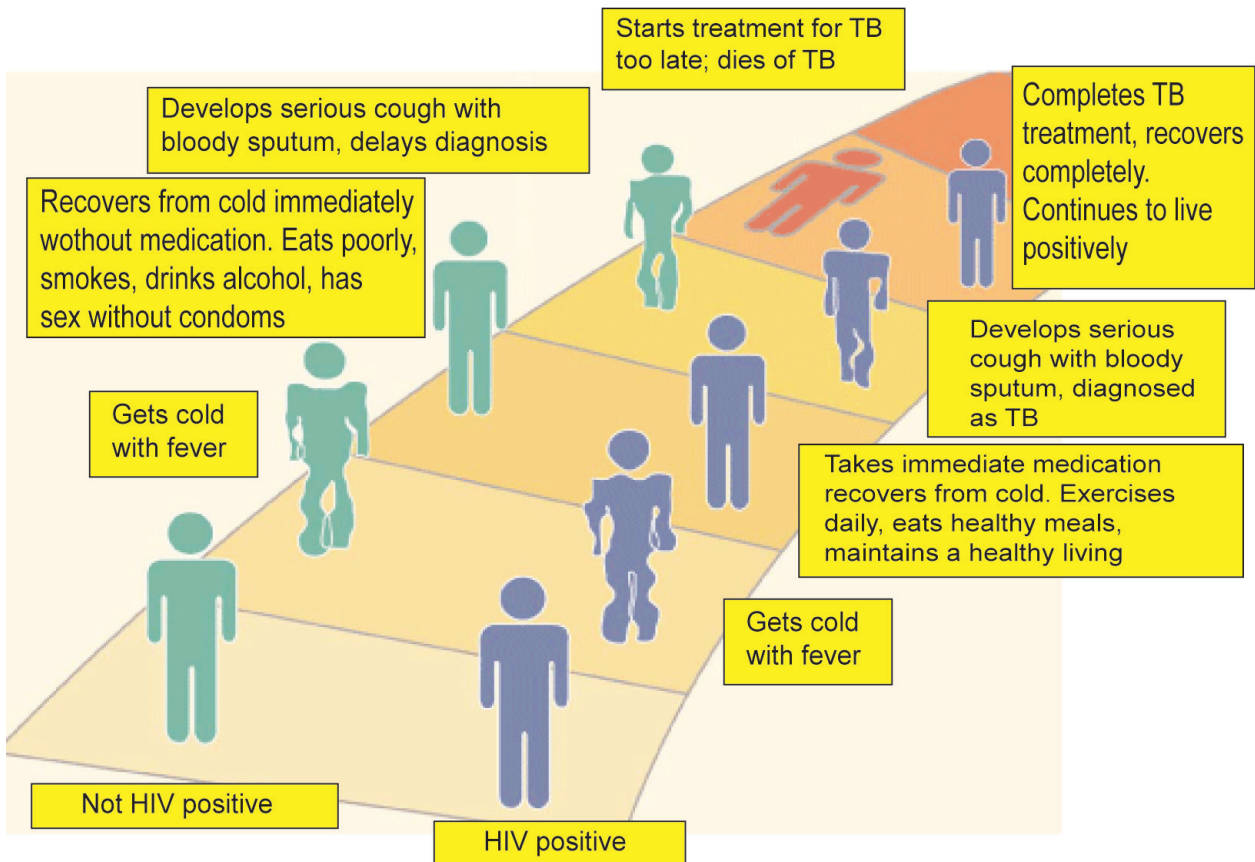 Starts treatment for TB
too late; dies of TB
Develops serious cough with
bloody sputum, delays diagnosis
Completes TB
treatment, recovers
completely.
Continues to live
positively
Recovers from cold immediately
wothout medication. Eats poorly,
smokes, drinks alcohol, has
sex without condoms
Develops serious
cough with bloody
sputum, diagnosed
as TB
Gets cold
with fever
Takes immediate medication
recovers from cold. Exercises
daily, eats healthy meals,
maintains a healthy living
Gets cold
with fever
Not HIV positive
HIV positive